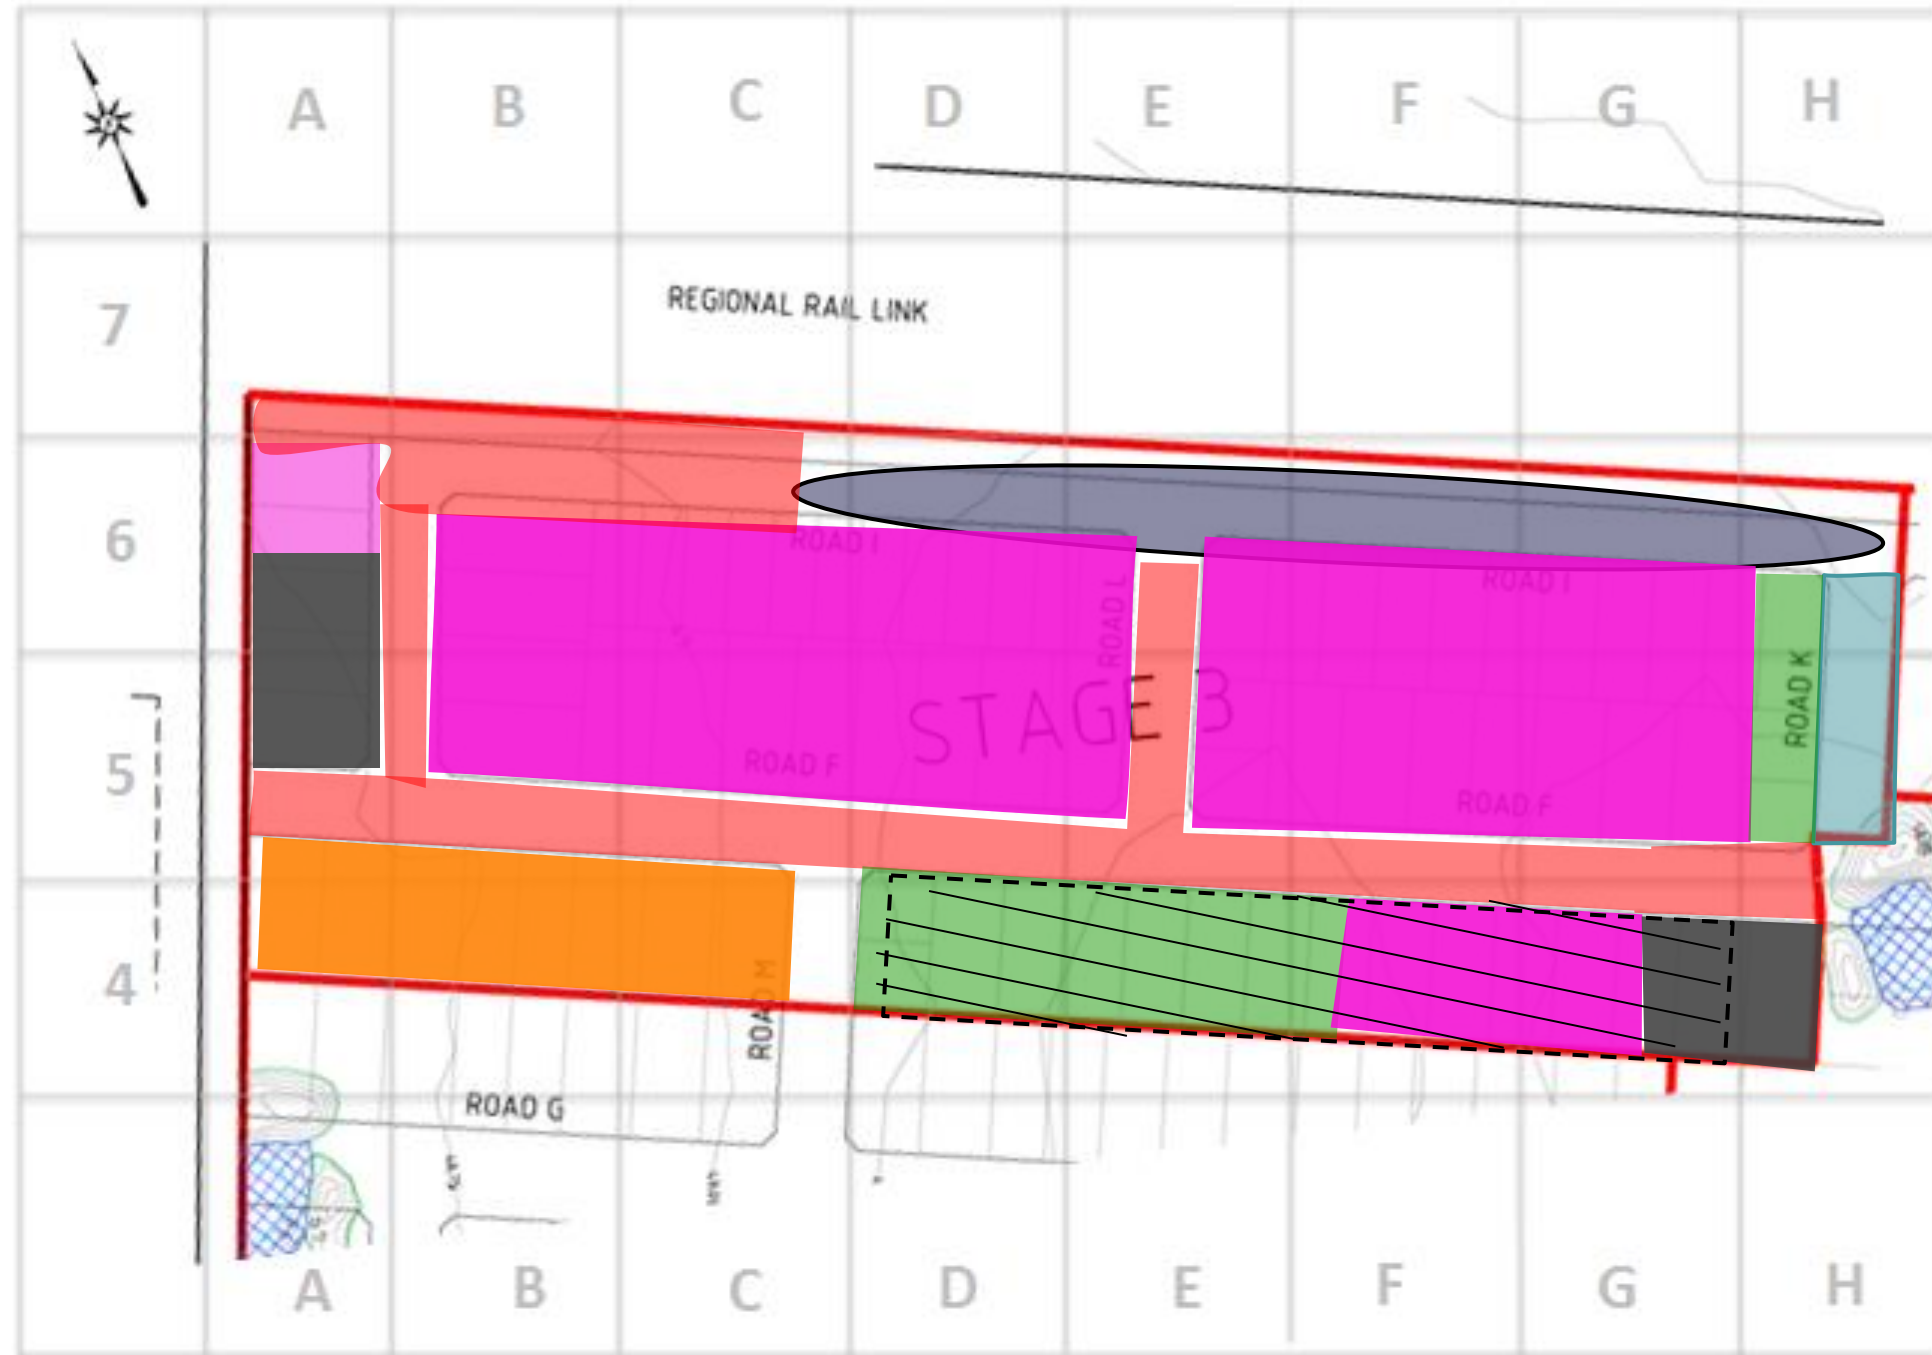 A B C D E F G H
7
REGIONAL RAIL LINK
6
ROAD I
ROAD I
ROAD L
STAGE 3
ROAD K
5
ROAD F
ROAD F
4
ROAD M
ROAD G
A B C D E F G H